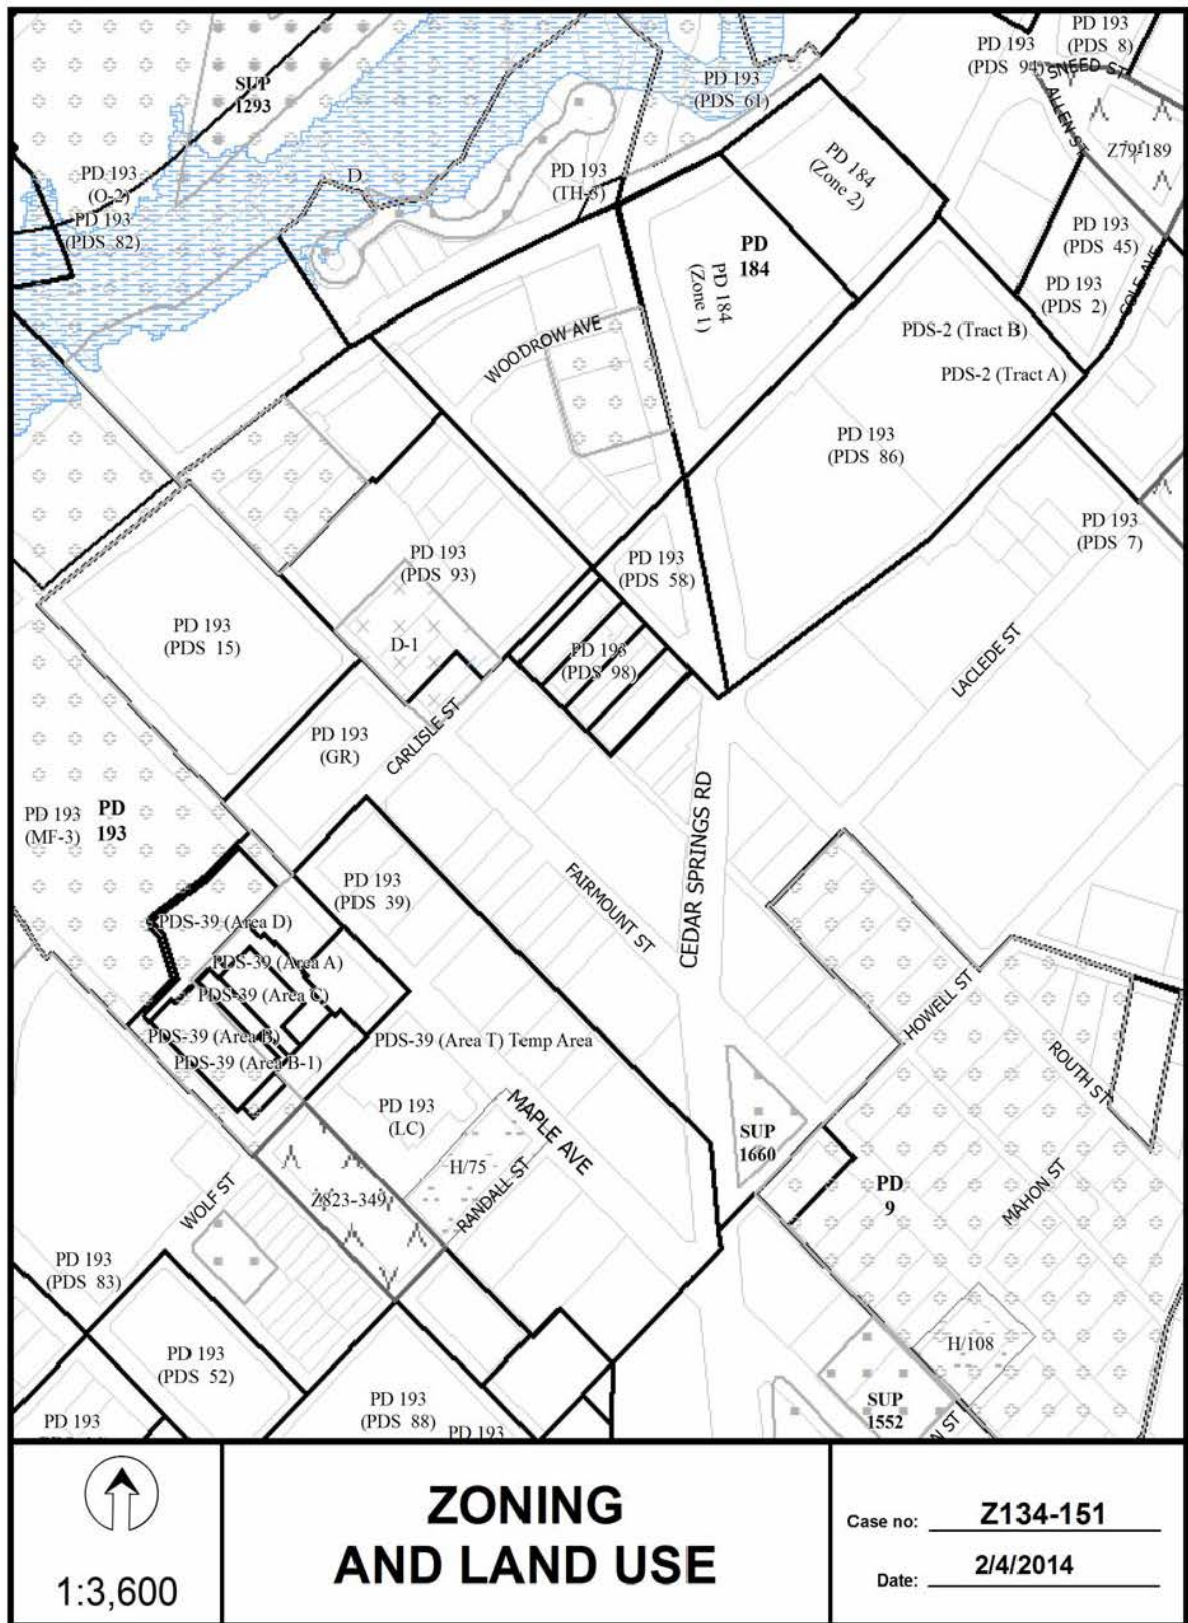 PD 193
(PDS 8)
PD 193
SNEED ST
SUP
1293
PD 193
(PDS 61)
ALLEN ST
Z79-189
PD 184
(Zone 2)
PD 193
(O-2)
D
PD 193
(TH-3)
PD 193
(PDS 82)
PD
184
PD 184
(Zone 1)
PD 193
(PDS 45)
PD 193
(PDS 2)
COLE AVE
WOODROW AVE
PDS-2 (Tract B)
PDS-2 (Tract A)
PD 193
(PDS 86)
PD 193
(PDS 7)
PD 193
(PDS 93)
PD 193
(PDS 58)
PD 193
(PDS 15)
D-1
PD 193
(PDS 98)
LACLEDE ST
PD 193
(GR)
CARLISLE ST
CEDAR SPRINGS RD
PD 193
(MF-3)
PD
193
PD 193
(PDS 39)
FAIRMOUNT ST
PDS-39 (Area D)
PDS-39 (Area A)
PDS-39 (Area C)
PDS-39 (Area B)
PDS-39 (Area B-1)
PDS-39 (Area T) Temp Area
HOWELL ST
ROUTH ST
PD 193
(LC)
MAPLE AVE
SUP
1660
H/75
RANDALL ST
PD
9
MAHON ST
Z823-349
WOLF ST
PD 193
(PDS 83)
PD 193
(PDS 52)
H/108
PD 193
(PDS 88)
SUP
1552
PD 193
PD 193
N ST
1:3,600
ZONING
AND LAND USE
Case no: Z134-151
Date: 2/4/2014